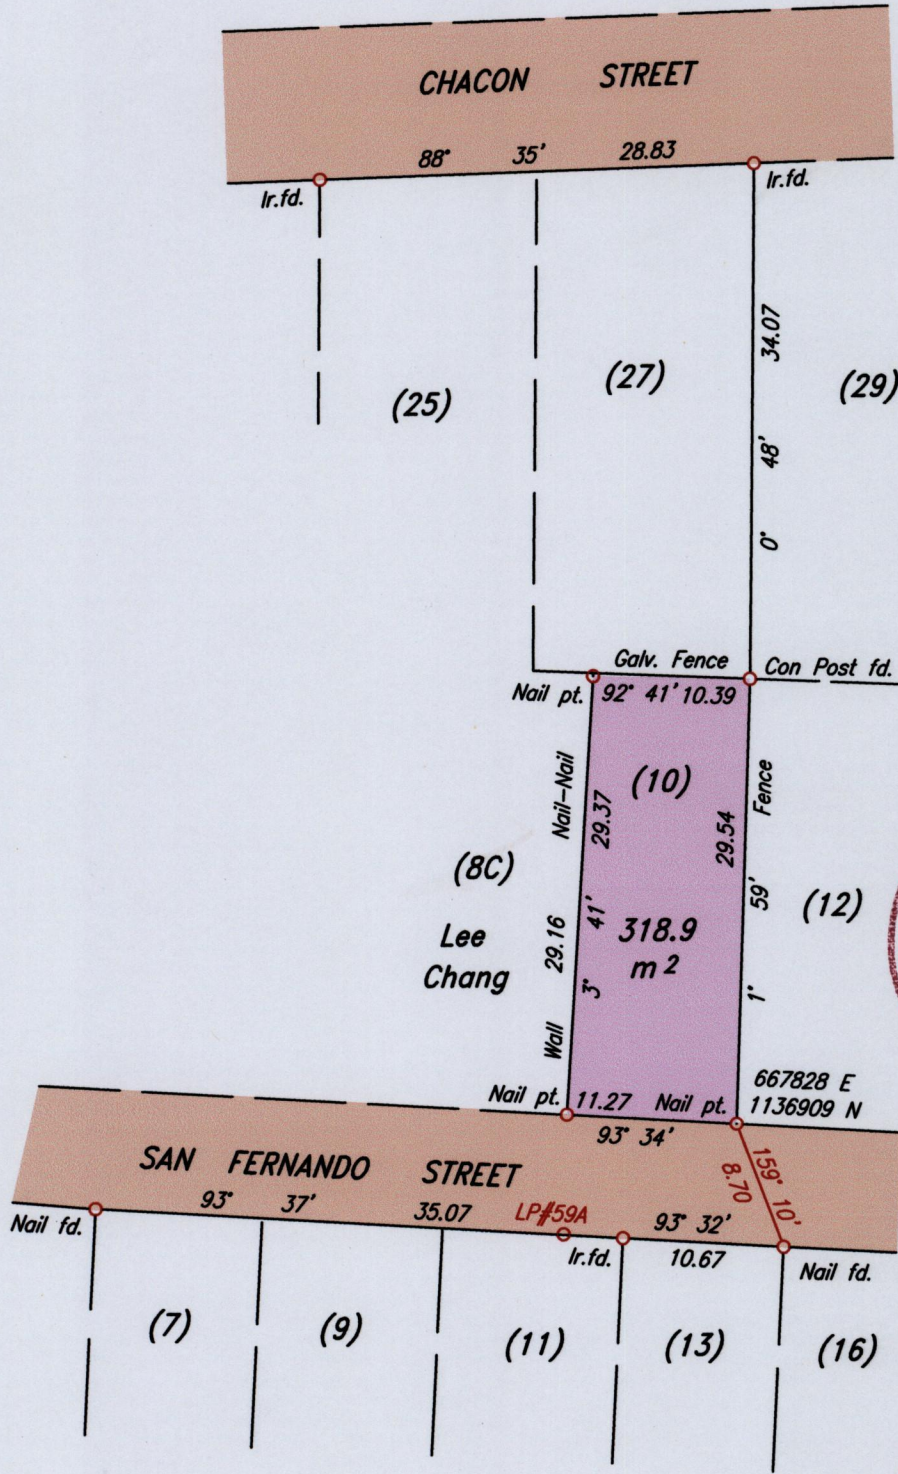 CHACON STREET
88° 35' 28.83
Ir.fd.
Ir.fd.
34.07
48'
0°
(25)
(27)
(29)
Galv. Fence
Con Post fd.
Nail pt.
92° 41' 10.39
Nail-Nail
29.37
(10)
29.54
Fence
(8C)
Lee
Chang
29.16
41'
3°
Wall
318.9
m 2
59'
1°
(12)
667828 E
1136909 N
Nail pt.
11.27
Nail pt.
93° 34'
SAN FERNANDO STREET
93° 37' 35.07
LP#59A
93° 32'
159° 10'
8.70
Nail fd.
Ir.fd.
10.67
Nail fd.
(7)
(9)
(11)
(13)
(16)